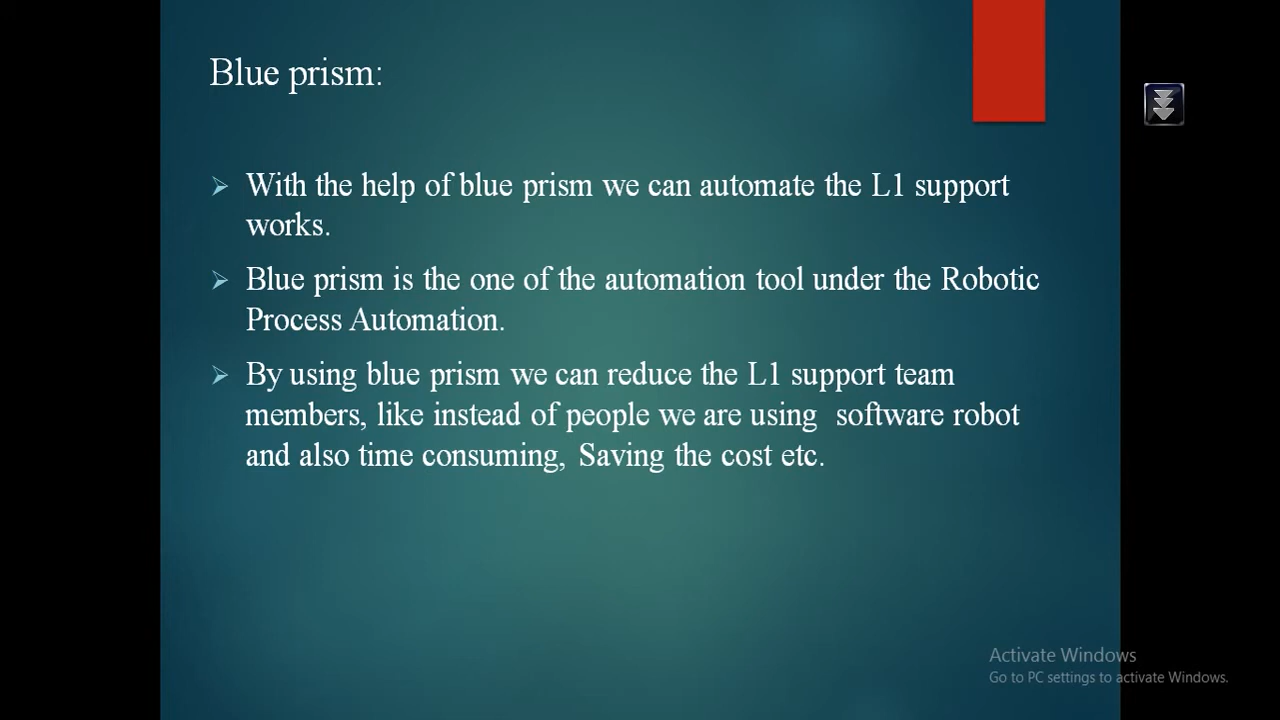 Blue prism:
With the help of blue prism we can automate the L1 support
works.
Blue prism is the one of the automation tool under the Robotic
Process Automation.
By using blue prism we can reduce the L1 support team
members, like instead of people we are using  software robot
and also time consuming, Saving the cost etc.
Activate Windows
Go to PC settings to activate Windows.